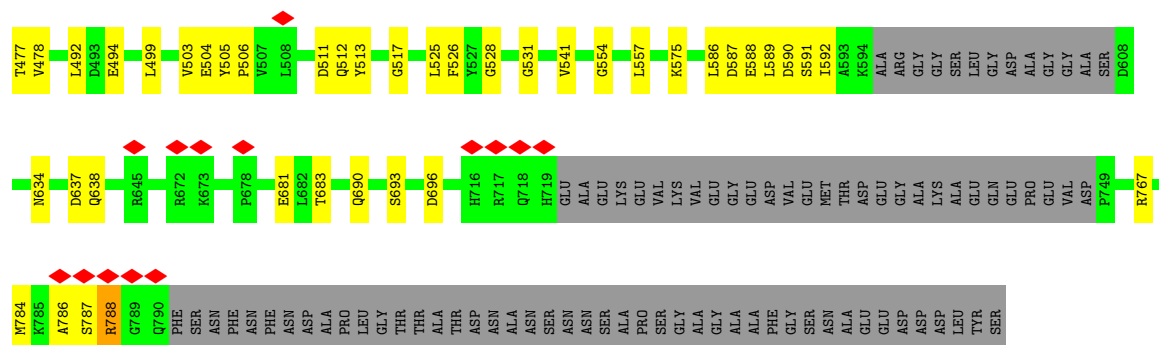 T477 V478 L492 D493 E494 L499 V503 E504 Y505 P506 V507 L508 D511 Q512 Y513 G517 L525 F526 Y527 G528 G531 V541 G554 L557 K575 L586 D587 E588 L589 D590 S591 I592 A593 K594 ALA ARG GLY GLY SER LEU GLY ASP ALA GLY GLY ALA SER D608
N634 D637 Q638 R645 R672 K673 P678 E681 L682 T683 Q690 S693 D696 H716 R717 Q718 H719 GLU ALA GLU LYS GLU VAL LYS VAL GLU GLY GLU ASP VAL GLU MET THR ASP GLU GLY ALA LYS ALA GLU GLN GLU PRO GLU VAL ASP P749 R767
M784 K785 A786 S787 R788 G789 Q790 PHE SER ASN PHE ASN PHE ASN ASP ALA PRO LEU GLY THR THR ALA THR ASP ASN ALA ASN SER ASN ASN SER ALA PRO SER GLY ALA GLY ALA ALA PHE GLY SER ASN ALA GLU GLU ASP ASP ASP LEU TYR SER